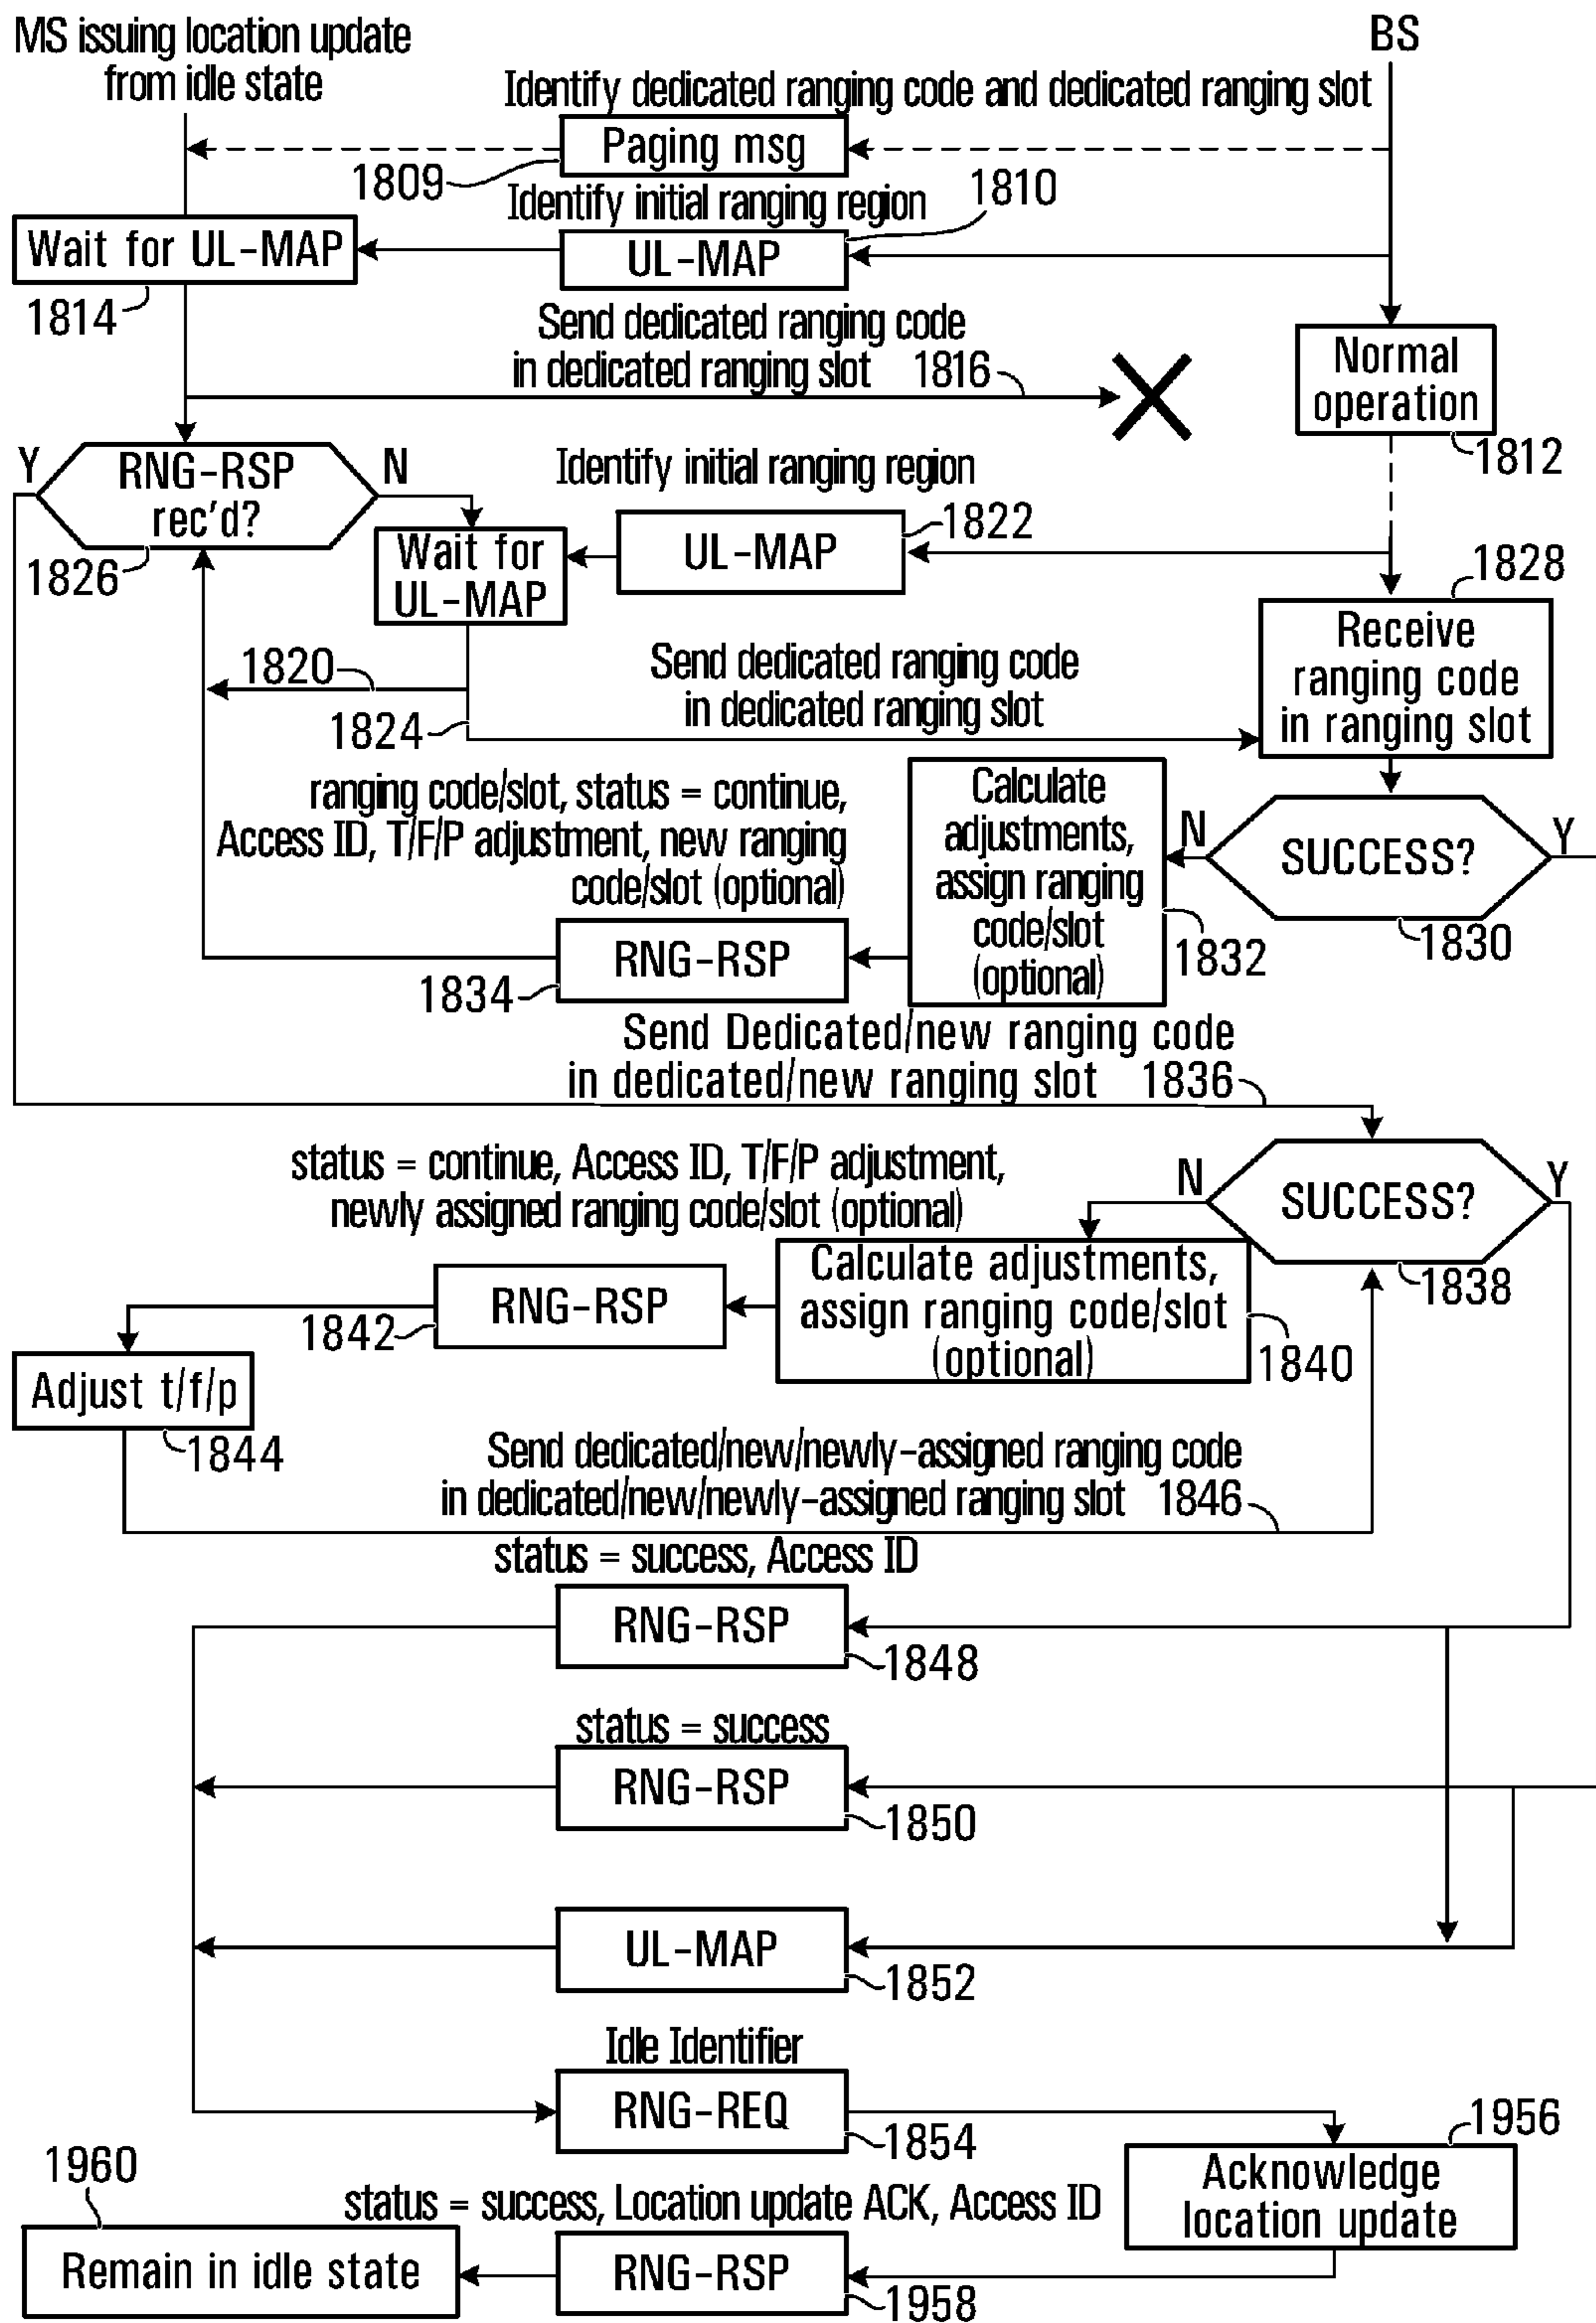 MS issuing location update
from idle state
BS
Identify dedicated ranging code and dedicated ranging slot
Paging msg
1809
1810
Identify initial ranging region
Wait for UL-MAP
UL-MAP
1814
Send dedicated ranging code
in dedicated ranging slot
1816
Normal
operation
1812
Y
RNG-RSP
rec'd?
N
1826
Identify initial ranging region
Wait for
UL-MAP
UL-MAP
1822
1828
Receive
ranging code
in ranging slot
1820
1824
Send dedicated ranging code
in dedicated ranging slot
ranging code/slot, status = continue,
Access ID, T/F/P adjustment, new ranging
code/slot (optional)
Calculate
adjustments,
assign ranging
code/slot
(optional)
N
SUCCESS?
Y
1830
1832
RNG-RSP
1834
Send Dedicated/new ranging code
in dedicated/new ranging slot
1836
status = continue, Access ID, T/F/P adjustment,
newly assigned ranging code/slot (optional)
N
SUCCESS?
Y
1838
Calculate adjustments,
assign ranging code/slot
(optional)
1840
RNG-RSP
1842
Adjust t/f/p
1844
Send dedicated/new/newly-assigned ranging code
in dedicated/new/newly-assigned ranging slot
1846
status = success, Access ID
RNG-RSP
1848
status = success
RNG-RSP
1850
UL-MAP
1852
Idle Identifier
RNG-REQ
1854
1956
Acknowledge
location update
1960
status = success, Location update ACK, Access ID
Remain in idle state
RNG-RSP
1958